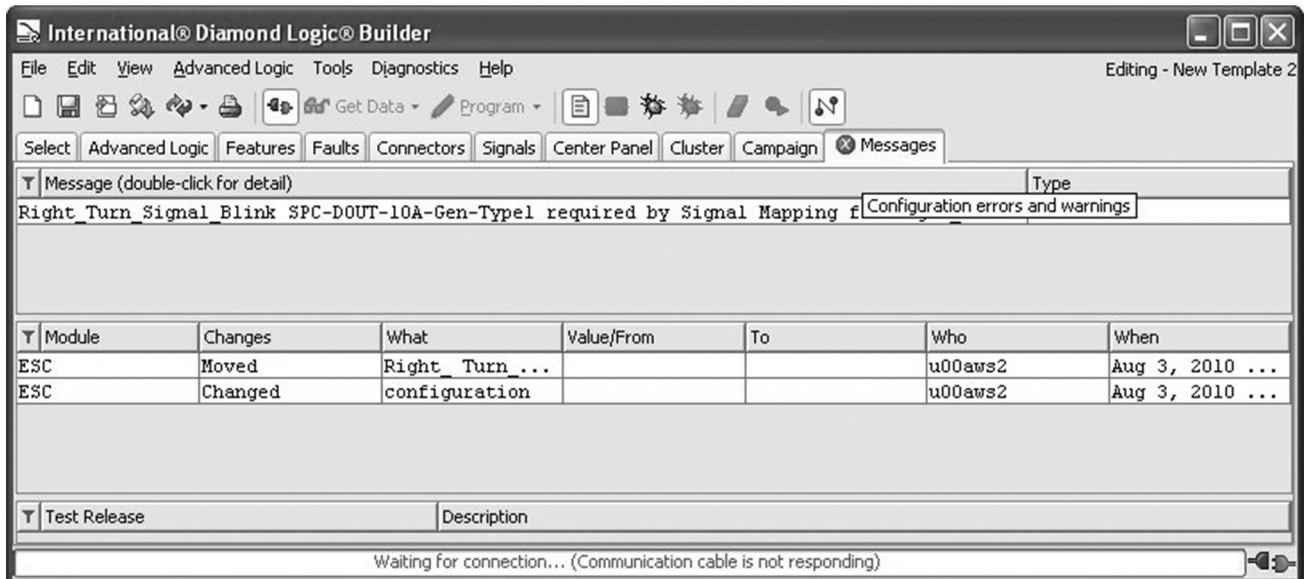 International® Diamond Logic® Builder
File Edit View Advanced Logic Tools Diagnostics Help Editing - New Template 2
Get Data Program
Select Advanced Logic Features Faults Connectors Signals Center Panel Cluster Campaign Messages
Message (double-click for detail) Type
Right_Turn_Signal_Blink SPC-DOUT-10A-Gen-Type1 required by Signal Mapping f
Configuration errors and warnings
Module Changes What Value/From To Who When
ESC Moved Right_ Turn_... u00aws2 Aug 3, 2010 ...
ESC Changed configuration u00aws2 Aug 3, 2010 ...
Test Release Description
Waiting for connection... (Communication cable is not responding)